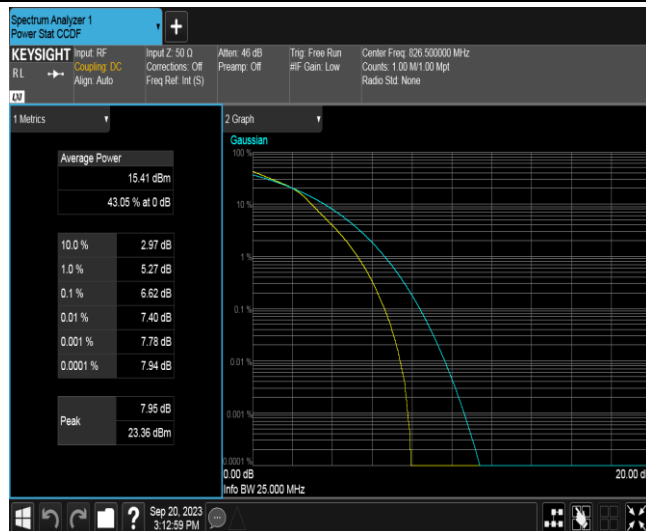 Spectrum Analyzer 1
Power Stat CCDF
+
KEYSIGHT
RL
LXI
Input: RF
Coupling: DC
Align: Auto
Input Z: 50 Ω
Corrections: Off
Freq Ref: Int (S)
Atten: 46 dB
Preamp: Off
Trig: Free Run
#IF Gain: Low
Center Freq: 826.500000 MHz
Counts: 1.00 M/1.00 Mpt
Radio Std: None
1 Metrics
Average Power
15.41 dBm
43.05 % at 0 dB
10.0 % 2.97 dB
1.0 % 5.27 dB
0.1 % 6.62 dB
0.01 % 7.40 dB
0.001 % 7.78 dB
0.0001 % 7.94 dB
Peak
7.95 dB
23.36 dBm
2 Graph
Gaussian
100 %
10 %
1 %
0.1 %
0.01 %
0.001 %
0.0001 %
0.00 dB
20.00 d
Info BW 25.000 MHz
?
Sep 20, 2023
3:12:59 PM